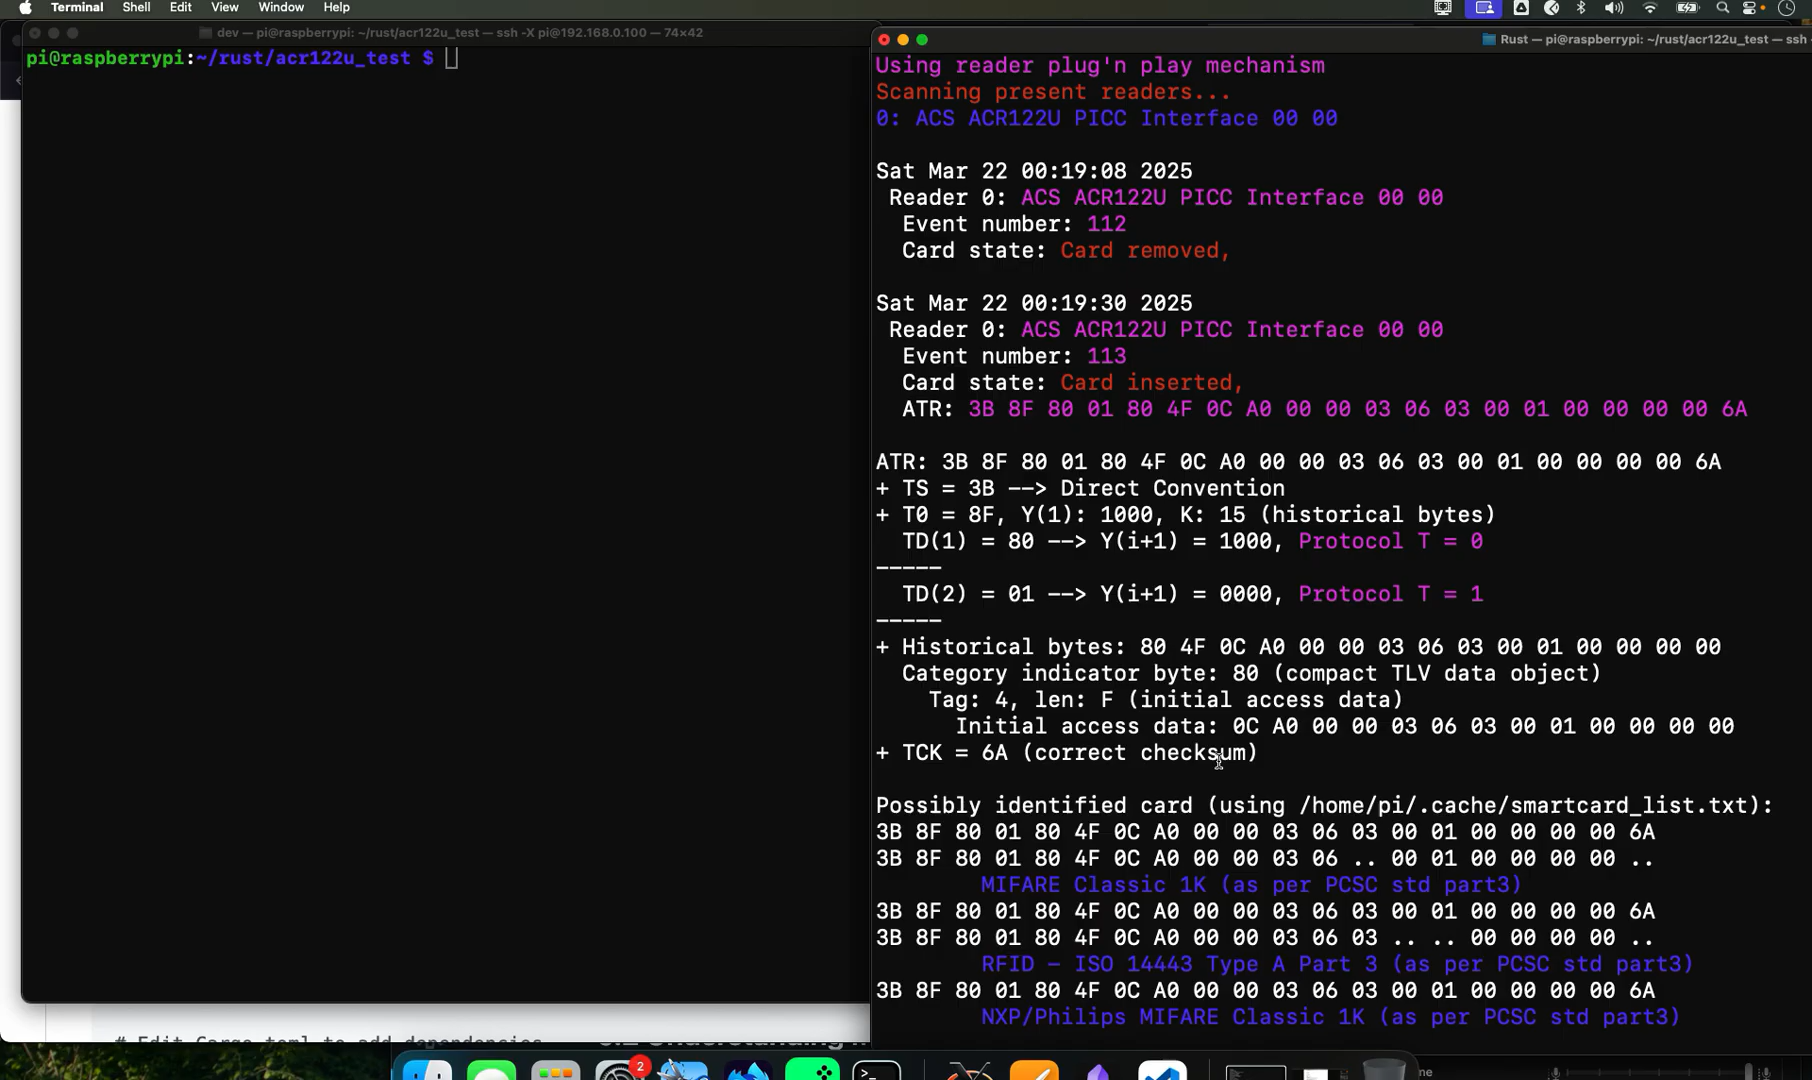 Terminal Shell Edit View Window Help
dev — pi@raspberrypi: ~/rust/acr122u_test — ssh -X pi@192.168.0.100 — 74×42
pi@raspberrypi:~/rust/acr122u_test $
Rust — pi@raspberrypi: ~/rust/acr122u_test — ssh
Using reader plug'n play mechanism
Scanning present readers...
0: ACS ACR122U PICC Interface 00 00
Sat Mar 22 00:19:08 2025
Reader 0: ACS ACR122U PICC Interface 00 00
Event number: 112
Card state: Card removed,
Sat Mar 22 00:19:30 2025
Reader 0: ACS ACR122U PICC Interface 00 00
Event number: 113
Card state: Card inserted,
ATR: 3B 8F 80 01 80 4F 0C A0 00 00 03 06 03 00 01 00 00 00 00 6A
ATR: 3B 8F 80 01 80 4F 0C A0 00 00 03 06 03 00 01 00 00 00 00 6A
+ TS = 3B --> Direct Convention
+ T0 = 8F, Y(1): 1000, K: 15 (historical bytes)
TD(1) = 80 --> Y(i+1) = 1000, Protocol T = 0
-----
TD(2) = 01 --> Y(i+1) = 0000, Protocol T = 1
-----
+ Historical bytes: 80 4F 0C A0 00 00 03 06 03 00 01 00 00 00 00
Category indicator byte: 80 (compact TLV data object)
Tag: 4, len: F (initial access data)
Initial access data: 0C A0 00 00 03 06 03 00 01 00 00 00 00
+ TCK = 6A (correct checksum)
Possibly identified card (using /home/pi/.cache/smartcard_list.txt):
3B 8F 80 01 80 4F 0C A0 00 00 03 06 03 00 01 00 00 00 00 6A
3B 8F 80 01 80 4F 0C A0 00 00 03 06 .. 00 01 00 00 00 00 ..
MIFARE Classic 1K (as per PCSC std part3)
3B 8F 80 01 80 4F 0C A0 00 00 03 06 03 00 01 00 00 00 00 6A
3B 8F 80 01 80 4F 0C A0 00 00 03 06 03 .. .. 00 00 00 00 ..
RFID - ISO 14443 Type A Part 3 (as per PCSC std part3)
3B 8F 80 01 80 4F 0C A0 00 00 03 06 03 00 01 00 00 00 00 6A
NXP/Philips MIFARE Classic 1K (as per PCSC std part3)
# Edit Cargo.toml to add dependencies
2